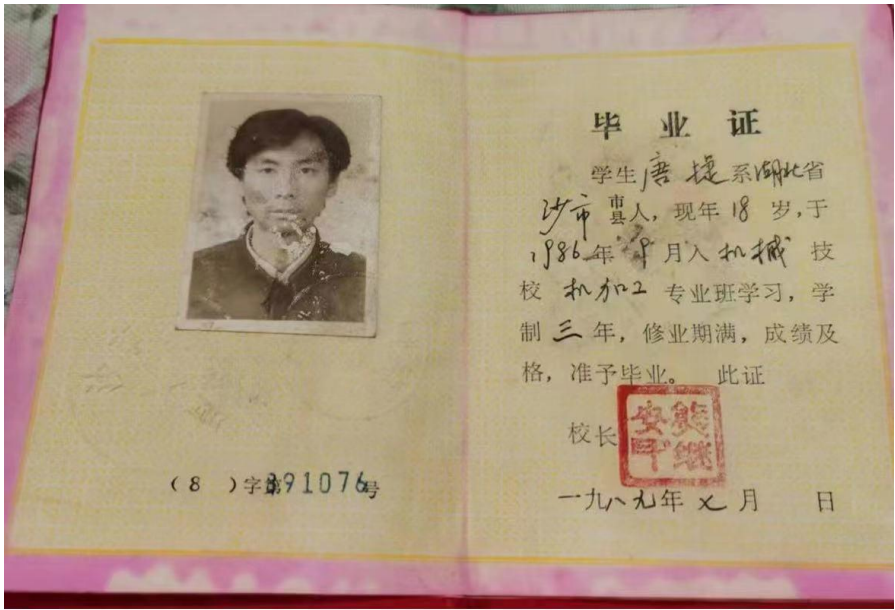 (8)字第891076号
毕业证
学生唐捷系湖北省
沙市市县人,现年18岁,于
1986年9月入机械技
校机加工专业班学习,学
制三年,修业期满,成绩及
格,准予毕业。 此证
校长
一九八九年七月 日